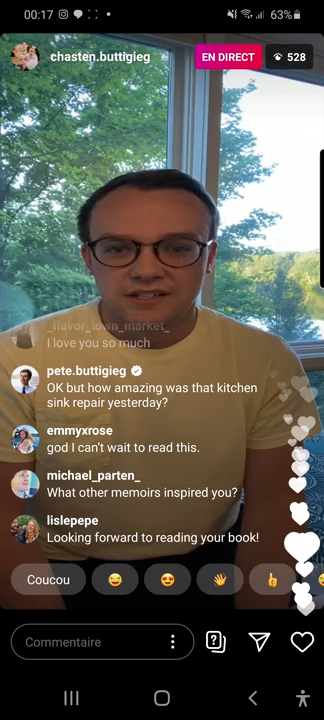 00:17
63%
chasten.buttigieg
EN DIRECT
528
_flavor_town_market_
I love you so much
pete.buttigieg
OK but how amazing was that kitchen
sink repair yesterday?
emmyxrose
god I can't wait to read this.
michael_parten_
What other memoirs inspired you?
lislepepe
Looking forward to reading your book!
Coucou
Commentaire